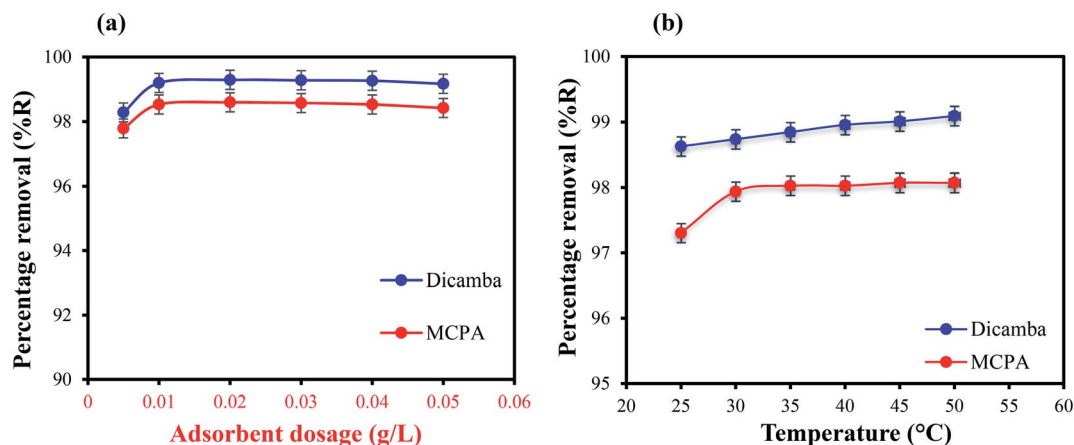 (a)
Percentage removal (%R)
100
98
96
94
92
90
0
0.01
0.02
0.03
0.04
0.05
0.06
Adsorbent dosage (g/L)
Dicamba
MCPA
(b)
Percentage removal (%R)
100
99
98
97
96
95
20
25
30
35
40
45
50
55
60
Temperature (°C)
Dicamba
MCPA